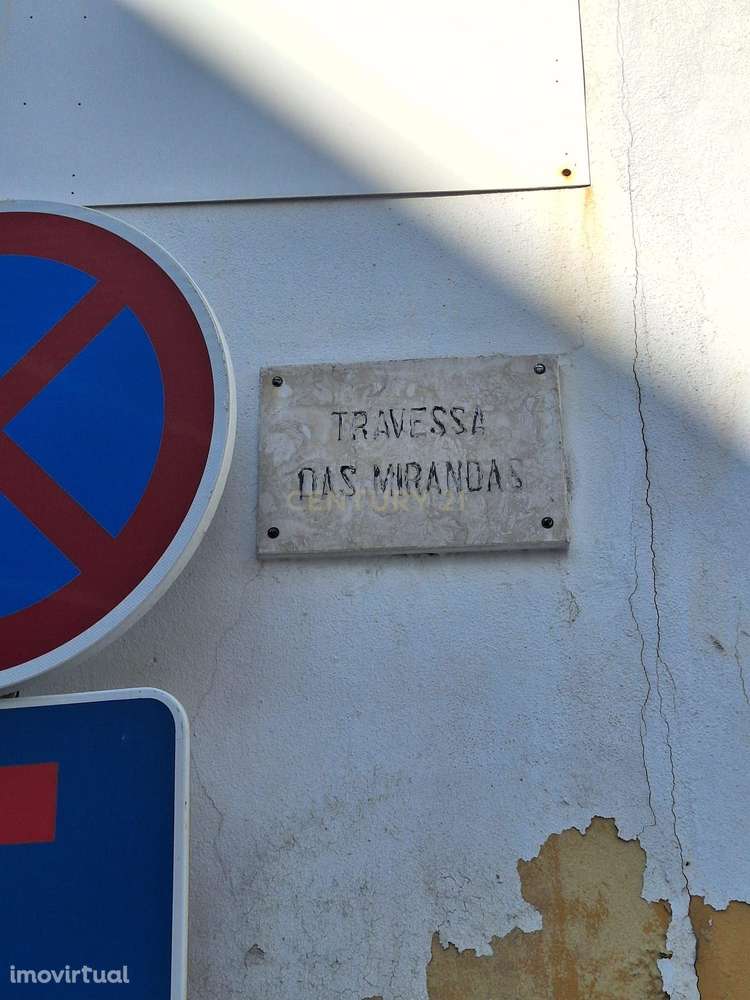 TRAVESSA
DAS MIRANDAS
CENTURY 21
imovirtual